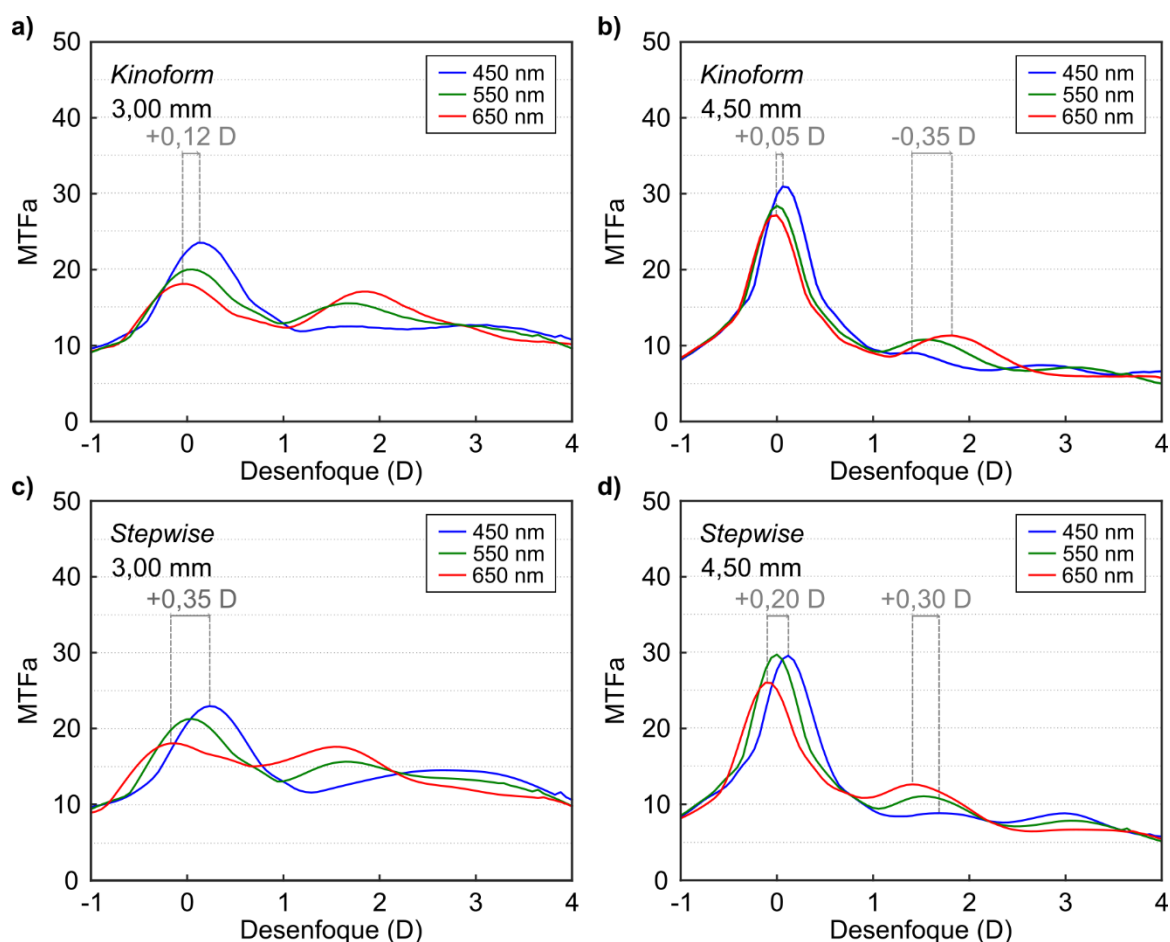 a)
50
40
30
20
10
0
MTFa
Kinoform
3,00 mm
+0,12 D
450 nm
550 nm
650 nm
-1 0 1 2 3 4
Desenfoque (D)
b)
50
40
30
20
10
0
MTFa
Kinoform
4,50 mm
+0,05 D -0,35 D
450 nm
550 nm
650 nm
-1 0 1 2 3 4
Desenfoque (D)
c)
50
40
30
20
10
0
MTFa
Stepwise
3,00 mm
+0,35 D
450 nm
550 nm
650 nm
-1 0 1 2 3 4
Desenfoque (D)
d)
50
40
30
20
10
0
MTFa
Stepwise
4,50 mm
+0,20 D +0,30 D
450 nm
550 nm
650 nm
-1 0 1 2 3 4
Desenfoque (D)